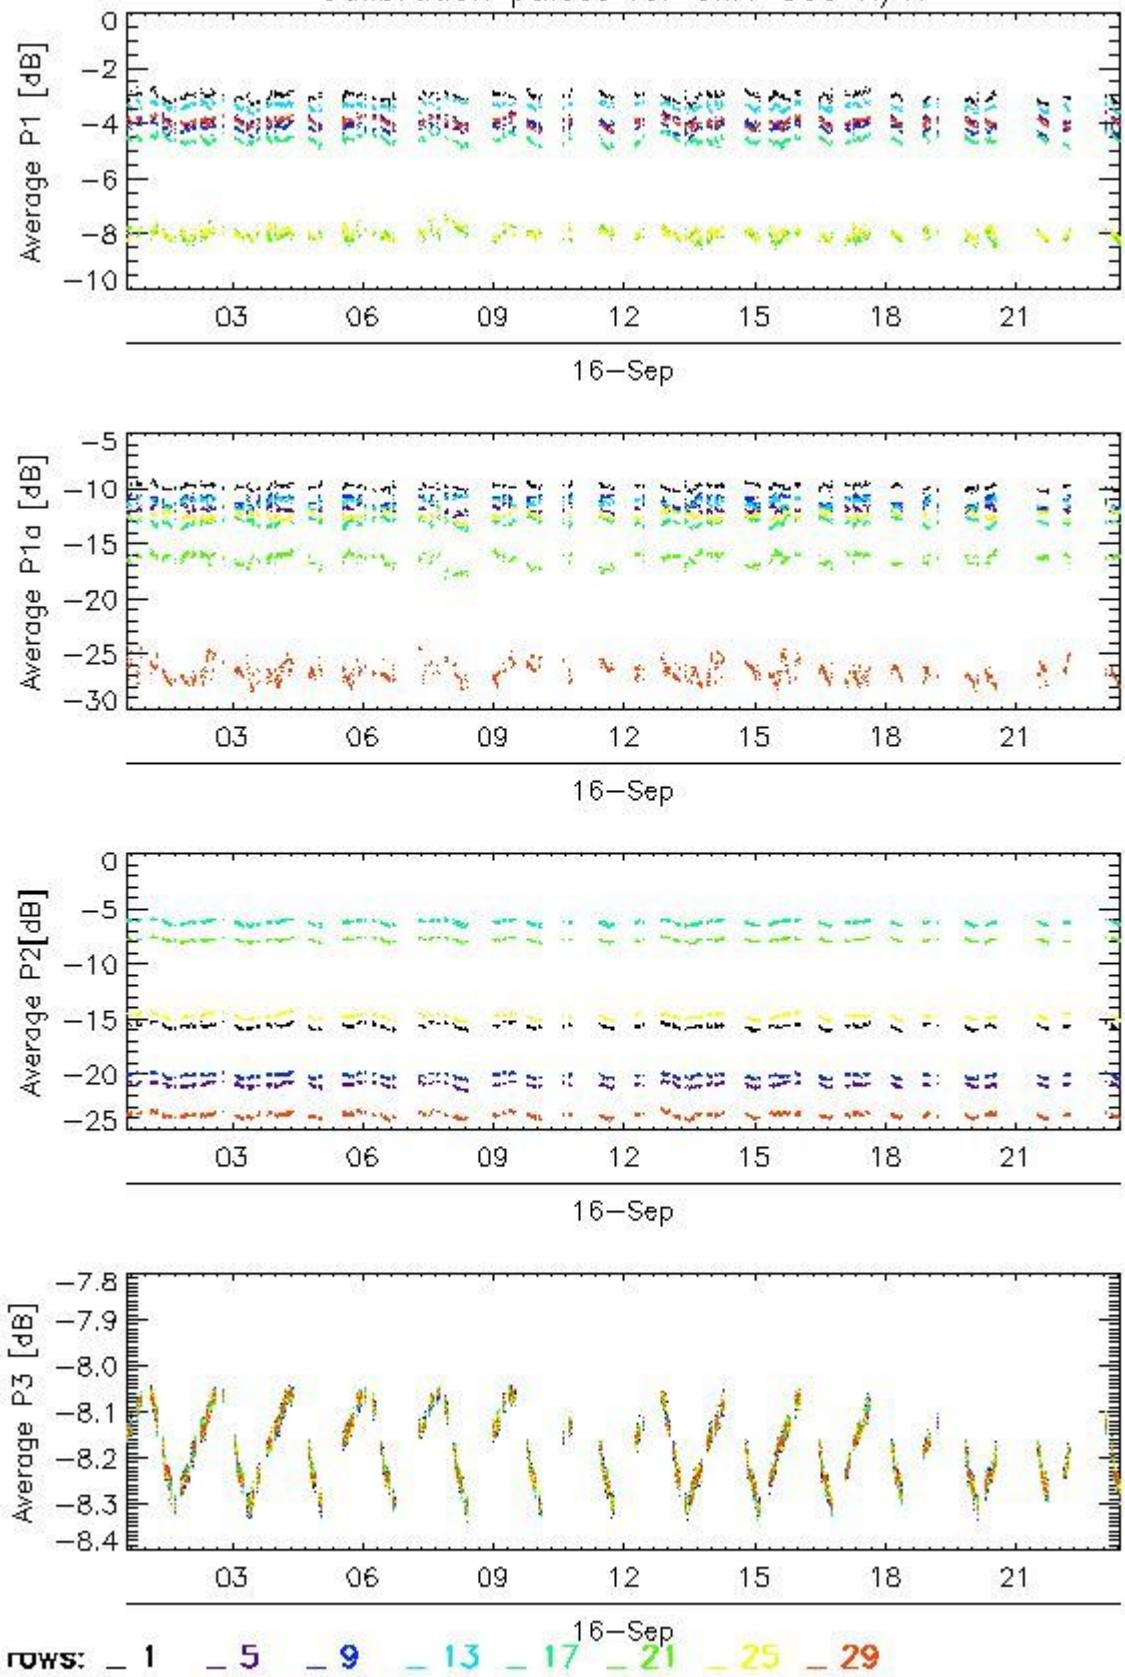 0
-2
-4
-6
-8
-10
Average P1 [dB]
03 06 09 12 15 18 21
16-Sep
-5
-10
-15
-20
-25
-30
Average P1a [dB]
03 06 09 12 15 18 21
16-Sep
0
-5
-10
-15
-20
-25
Average P2[dB]
03 06 09 12 15 18 21
16-Sep
-7.8
-7.9
-8.0
-8.1
-8.2
-8.3
-8.4
Average P3 [dB]
03 06 09 12 15 18 21
16-Sep
rows: _ 1 _ 5 _ 9 _ 13 _ 17 _ 21 _ 25 _ 29